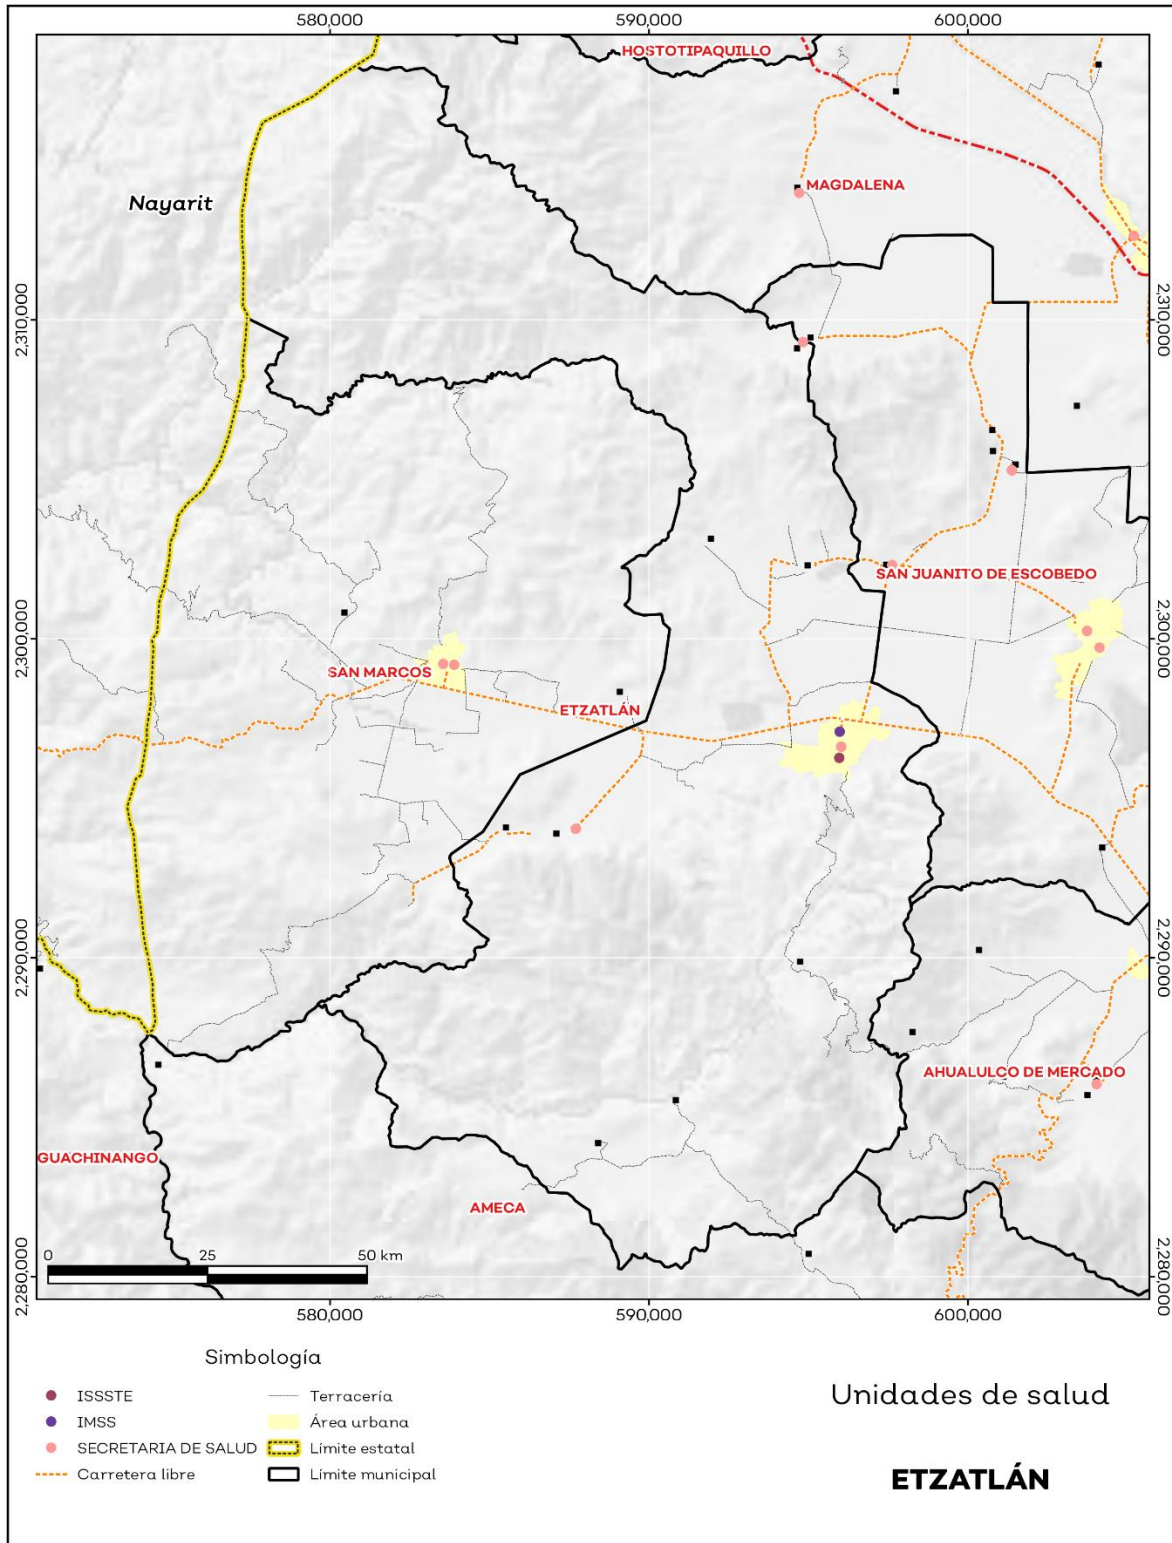 580,000
590,000
600,000
HOSTOTIPAQUILLO
MAGDALENA
Nayarit
2,310,000
2,310,000
SAN JUANITO DE ESCOBEDO
2,300,000
2,300,000
SAN MARCOS
ETZATLÁN
2,290,000
2,290,000
AHUALULCO DE MERCADO
GUACHINANGO
AMECA
0
25
50 km
2,280,000
2,280,000
580,000
590,000
600,000
Simbología
ISSSTE
IMSS
SECRETARIA DE SALUD
Carretera libre
Terracería
Área urbana
Límite estatal
Límite municipal
Unidades de salud
ETZATLÁN